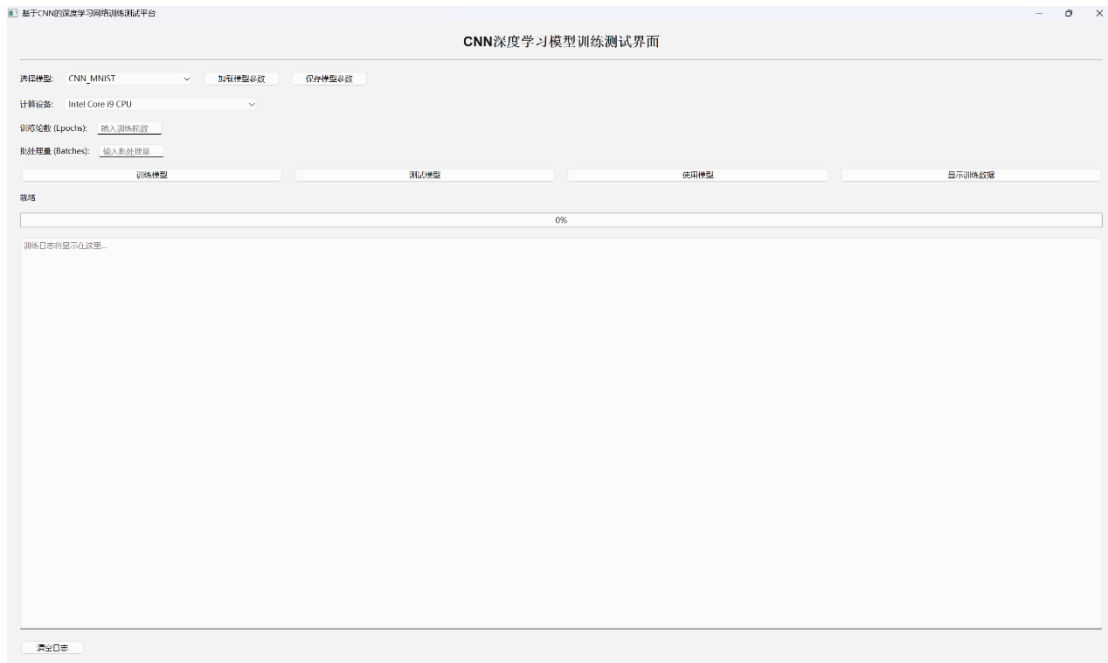 基于CNN的深度学习网络训练测试平台
CNN深度学习模型训练测试界面
选择模型: CNN_MNIST 加载模型参数 保存模型参数
计算设备: Intel Core i9 CPU
训练轮数 (Epochs): 输入训练轮数
批处理量 (Batches): 输入批处理量
训练模型 测试模型 使用模型 显示训练数据
就绪
0%
训练日志将显示在这里...
清空日志